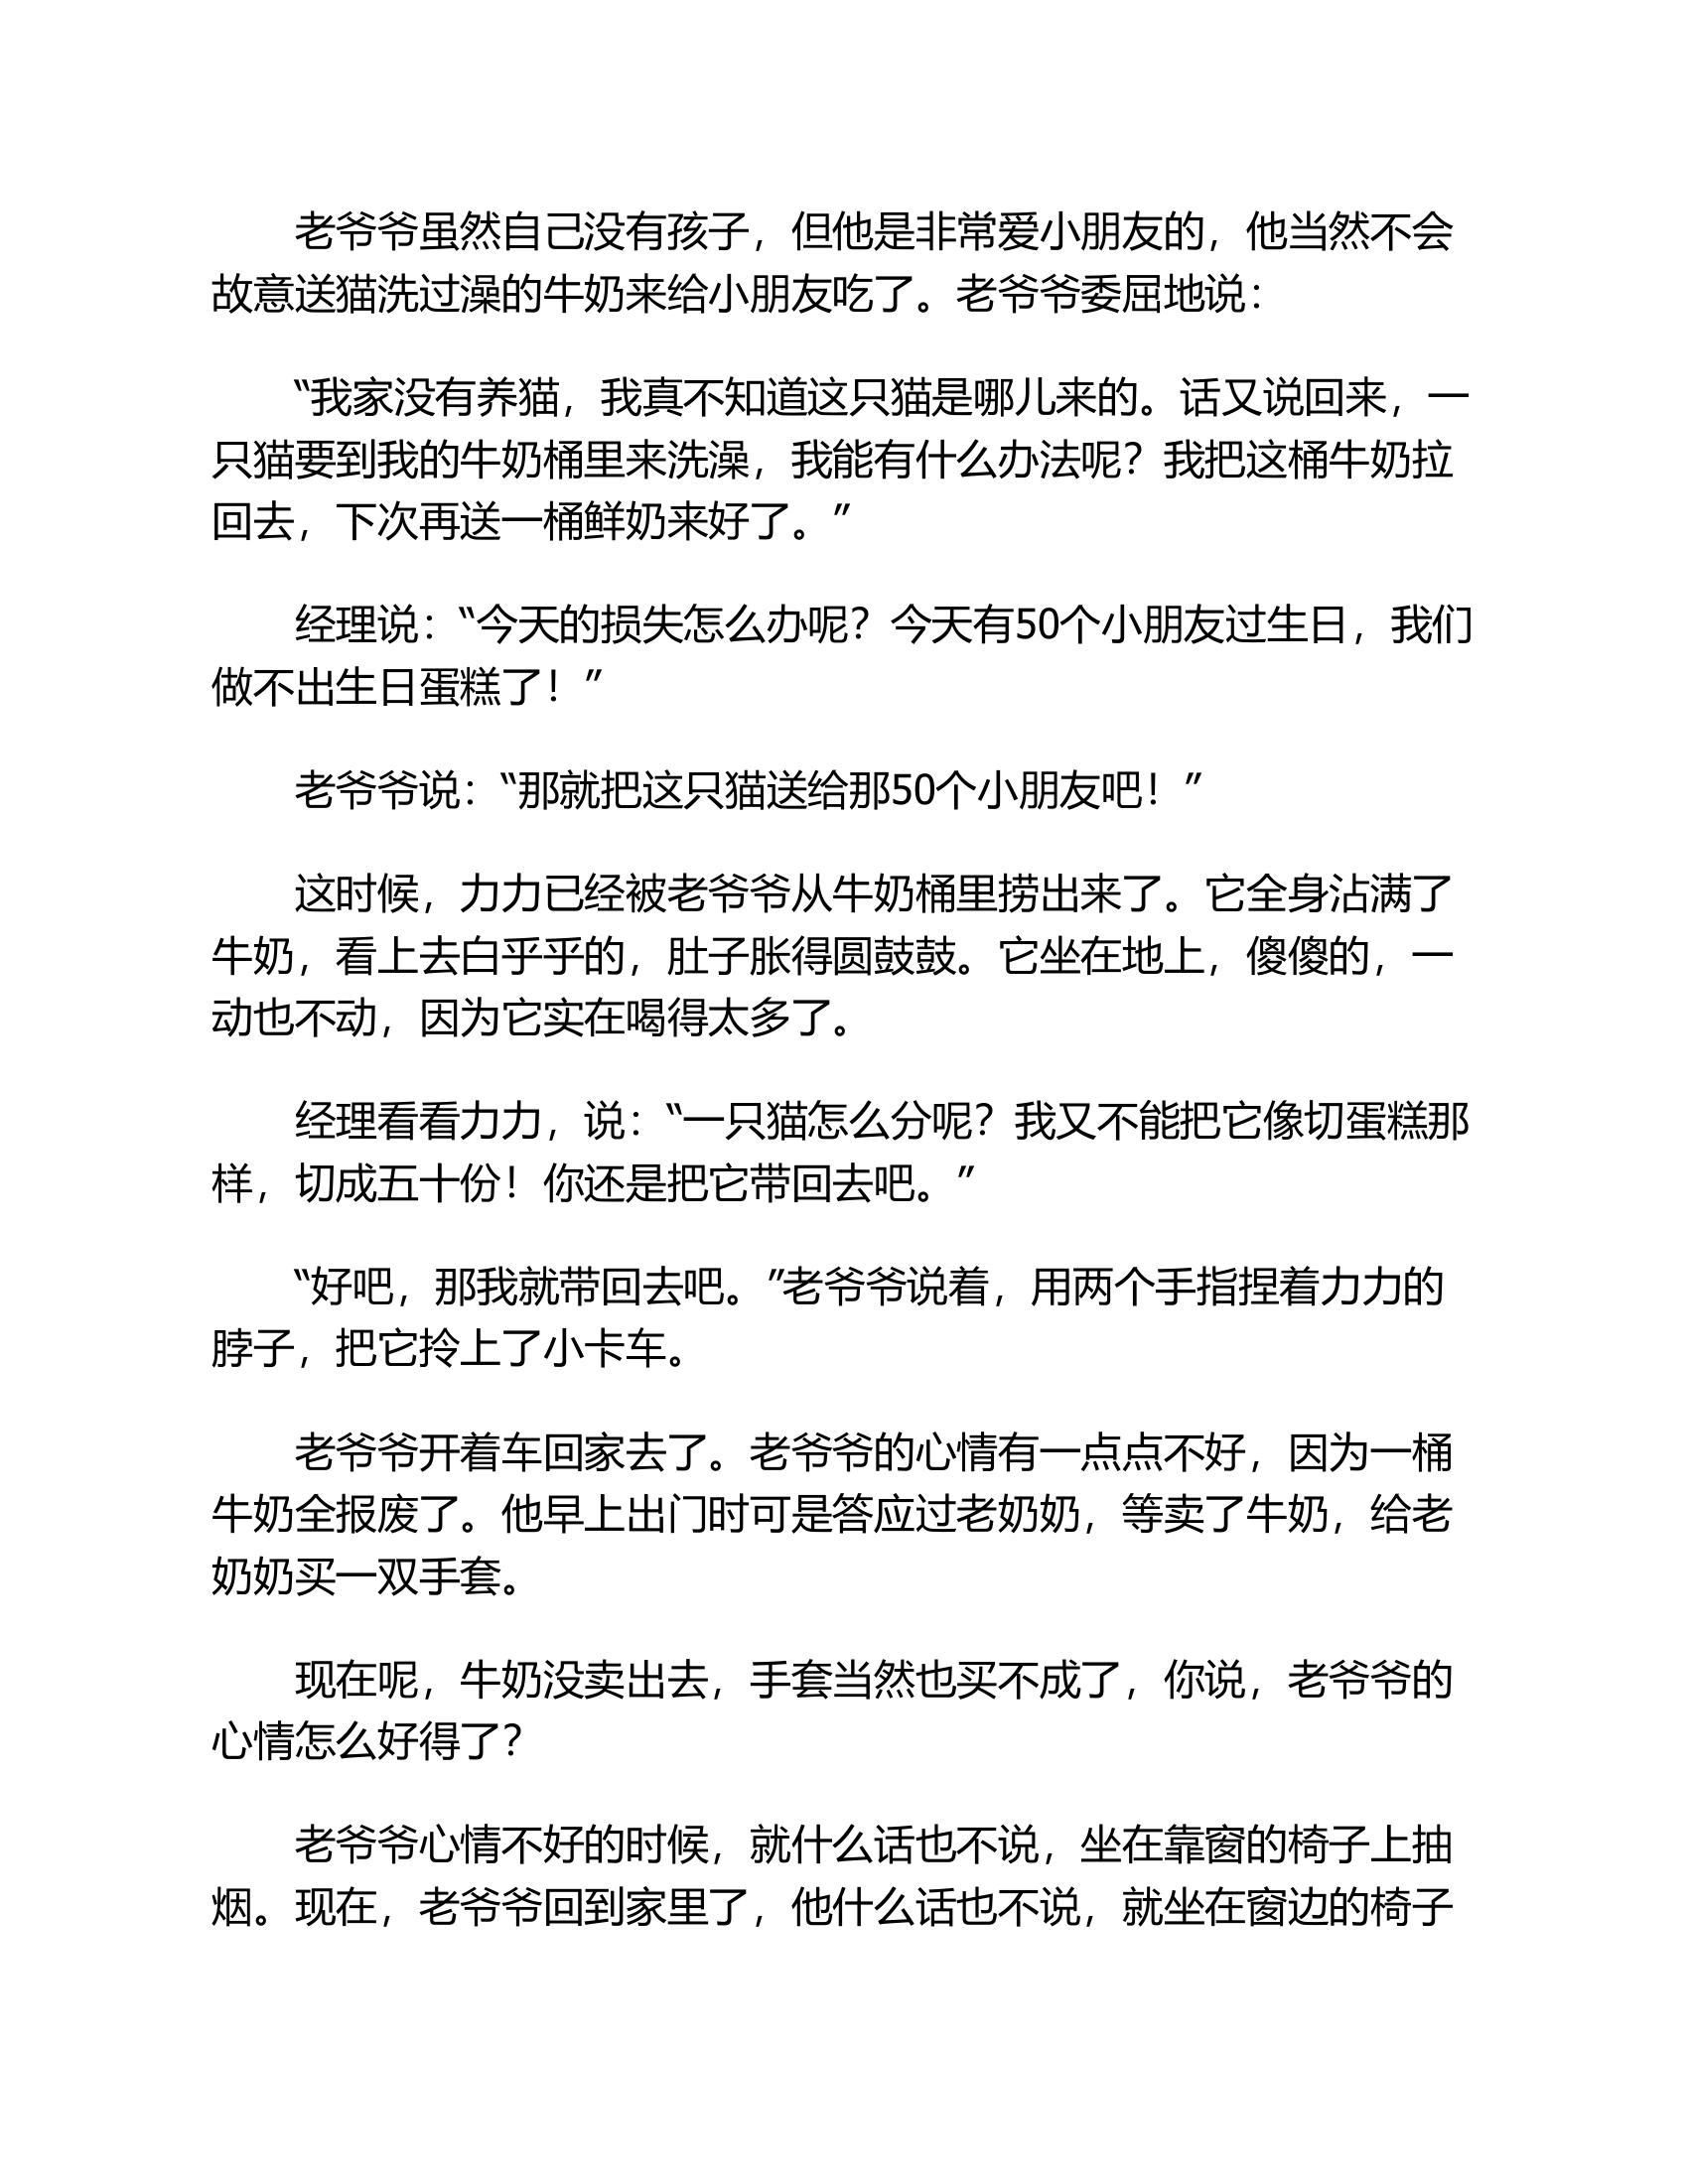 老爷爷虽然自己没有孩子，但他是非常爱小朋友的，他当然不会
故意送猫洗过澡的牛奶来给小朋友吃了。老爷爷委屈地说：
“我家没有养猫，我真不知道这只猫是哪儿来的。话又说回来，一
只猫要到我的牛奶桶里来洗澡，我能有什么办法呢？我把这桶牛奶拉
回去，下次再送一桶鲜奶来好了。”
经理说：“今天的损失怎么办呢？今天有50个小朋友过生日，我们
做不出生日蛋糕了！”
老爷爷说：“那就把这只猫送给那50个小朋友吧！”
这时候，力力已经被老爷爷从牛奶桶里捞出来了。它全身沾满了
牛奶，看上去白乎乎的，肚子胀得圆鼓鼓。它坐在地上，傻傻的，一
动也不动，因为它实在喝得太多了。
经理看看力力，说：“一只猫怎么分呢？我又不能把它像切蛋糕那
样，切成五十份！你还是把它带回去吧。”
“好吧，那我就带回去吧。”老爷爷说着，用两个手指捏着力力的
脖子，把它拎上了小卡车。
老爷爷开着车回家去了。老爷爷的心情有一点点不好，因为一桶
牛奶全报废了。他早上出门时可是答应过老奶奶，等卖了牛奶，给老
奶奶买一双手套。
现在呢，牛奶没卖出去，手套当然也买不成了，你说，老爷爷的
心情怎么好得了？
老爷爷心情不好的时候，就什么话也不说，坐在靠窗的椅子上抽
烟。现在，老爷爷回到家里了，他什么话也不说，就坐在窗边的椅子